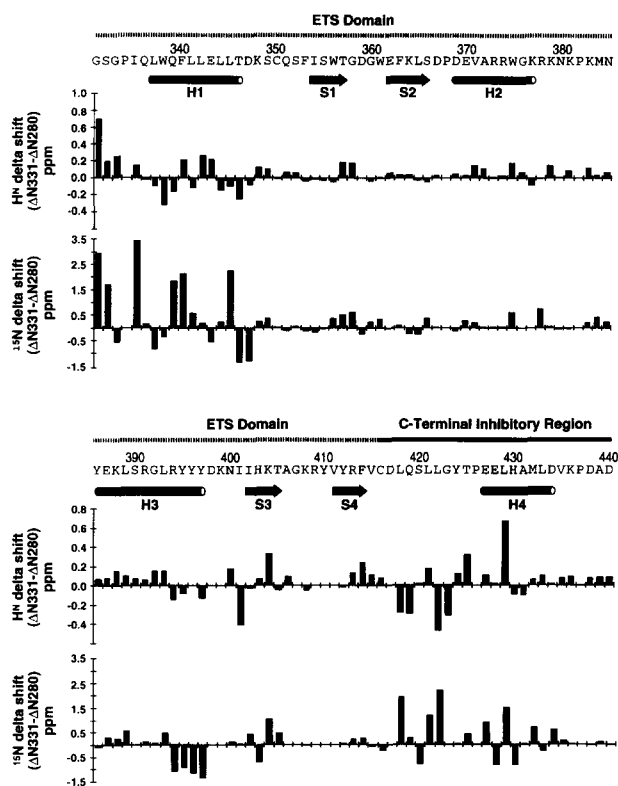 ETS Domain
340 350 360 370 380
GSGPIQLWQFLLELLTDKSCQSFISWTGDGWEFKLSDPDEVARRWGKRKNKPKMN
H1 S1 S2 H2
Hᴺ delta shift
(ΔN331-ΔN280)
ppm
1.0
0.8
0.6
0.4
0.2
0.0
-0.2
-0.4
¹⁵N delta shift
(ΔN331-ΔN280)
ppm
3.5
2.5
1.5
0.5
-0.5
-1.5
ETS Domain C-Terminal Inhibitory Region
390 400 410 420 430 440
YEKLSRGLRYYYDKNIIHKTAGKRYVYRFVCDLQSLLGYTPEELHAMLDVKPDAD
H3 S3 S4 H4
Hᴺ delta shift
(ΔN331-ΔN280)
ppm
0.8
0.6
0.4
0.2
0.0
-0.2
-0.4
¹⁵N delta shift
(ΔN331-ΔN280)
ppm
3.5
2.5
1.5
0.5
-0.5
-1.5